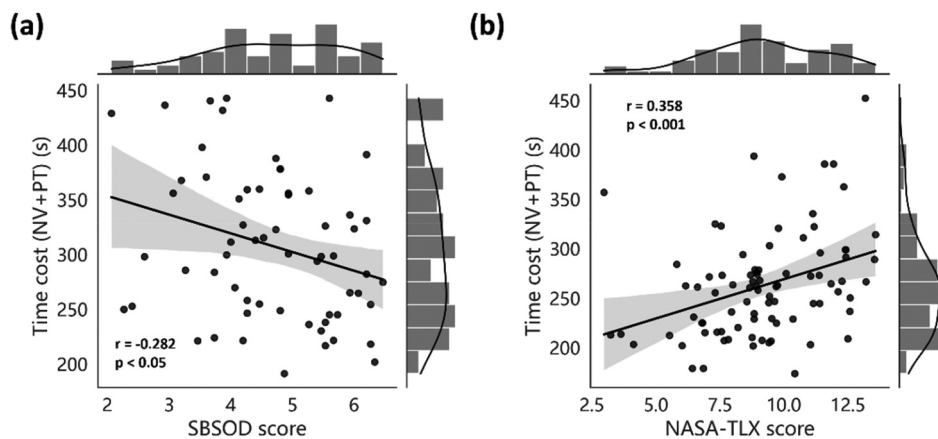 (a)
450
400
350
300
250
200
Time cost (NV+PT) (s)
r = -0.282
p < 0.05
2
3
4
5
6
SBSOD score
(b)
450
400
350
300
250
200
Time cost (NV+PT) (s)
r = 0.358
p < 0.001
2.5
5.0
7.5
10.0
12.5
NASA-TLX score